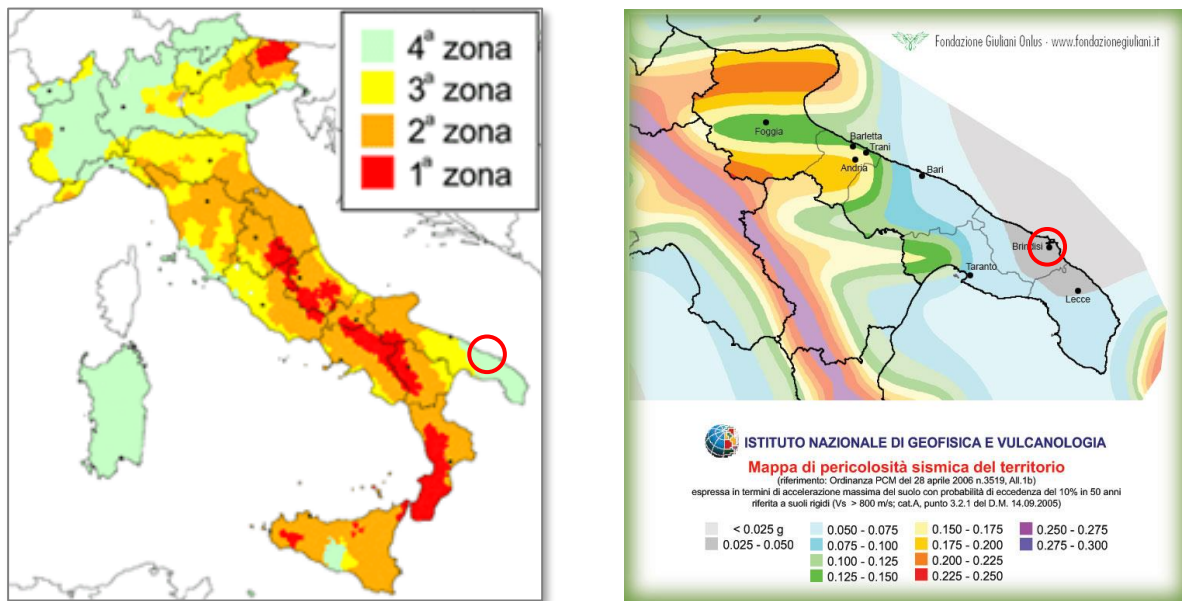 4ª zona
3ª zona
2ª zona
1ª zona
Fondazione Giuliani Onlus - www.fondazionegiuliani.it
Foggia
Barletta
Trani
Andria
Bari
Brindisi
Taranto
Lecce
ISTITUTO NAZIONALE DI GEOFISICA E VULCANOLOGIA
Mappa di pericolosità sismica del territorio
(riferimento: Ordinanza PCM del 28 aprile 2006 n.3519, All.1b)
espressa in termini di accelerazione massima del suolo con probabilità di eccedenza del 10% in 50 anni
riferita a suoli rigidi (Vs > 800 m/s; cat.A, punto 3.2.1 del D.M. 14.09.2005)
< 0.025 g 0.050 - 0.075 0.150 - 0.175 0.250 - 0.275
0.025 - 0.050 0.075 - 0.100 0.175 - 0.200 0.275 - 0.300
0.100 - 0.125 0.200 - 0.225
0.125 - 0.150 0.225 - 0.250